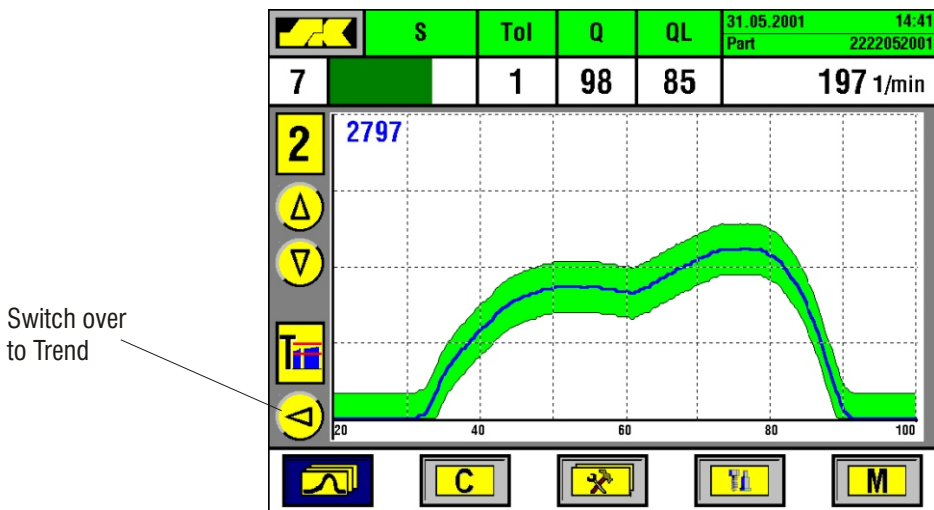 S Tol Q QL 31.05.2001 14:41
Part 2222052001
7 1 98 85 197 1/min
2 2797
Switch over
to Trend
T
20 40 60 80 100
C M